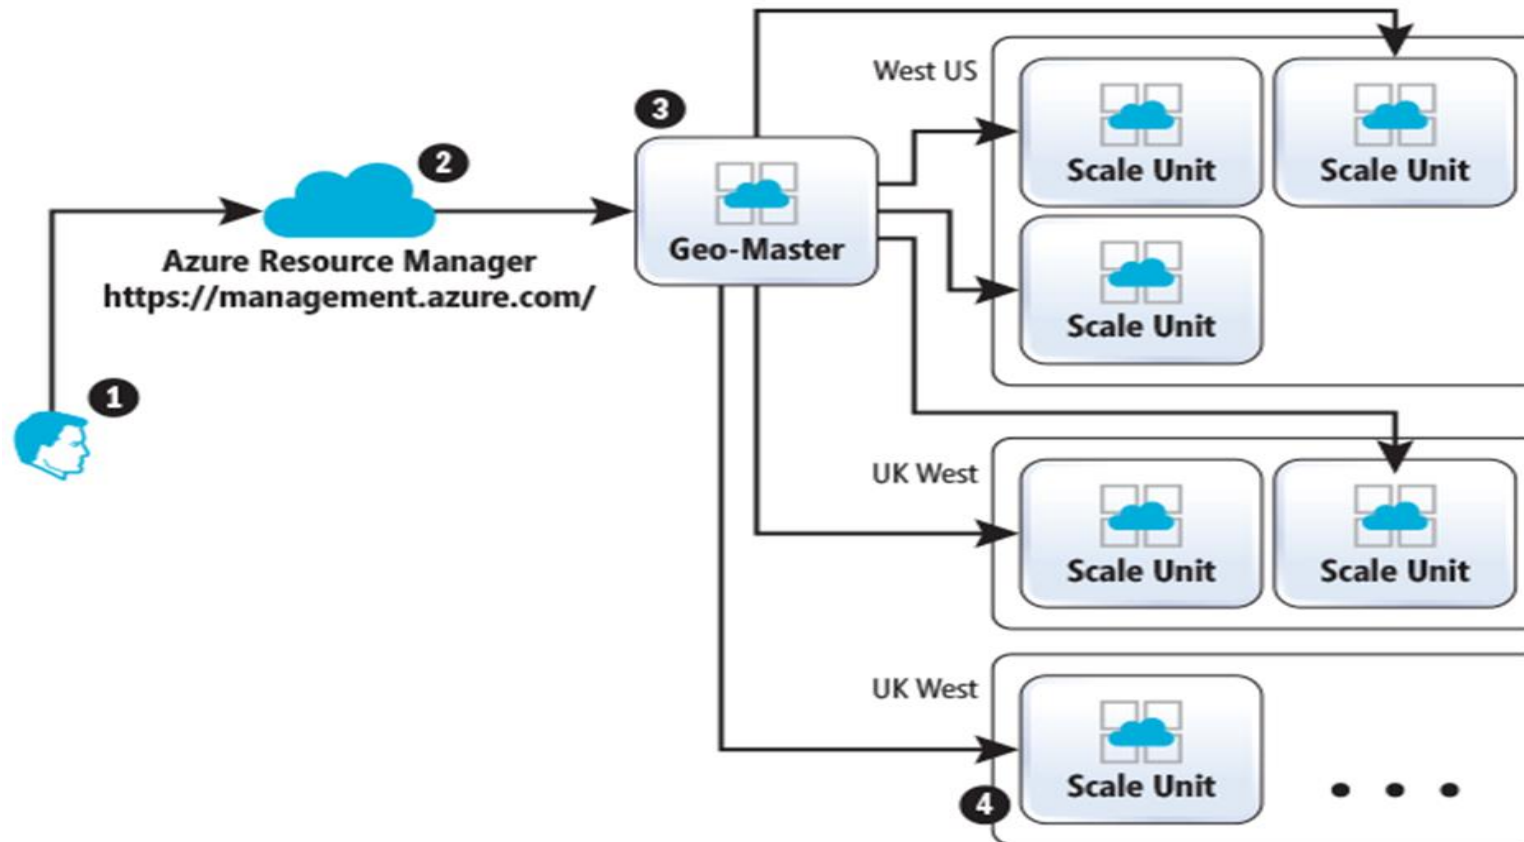 West US
3
Scale Unit
Scale Unit
2
Geo-Master
Azure Resource Manager
https://management.azure.com/
Scale Unit
1
UK West
Scale Unit
Scale Unit
UK West
Scale Unit
4